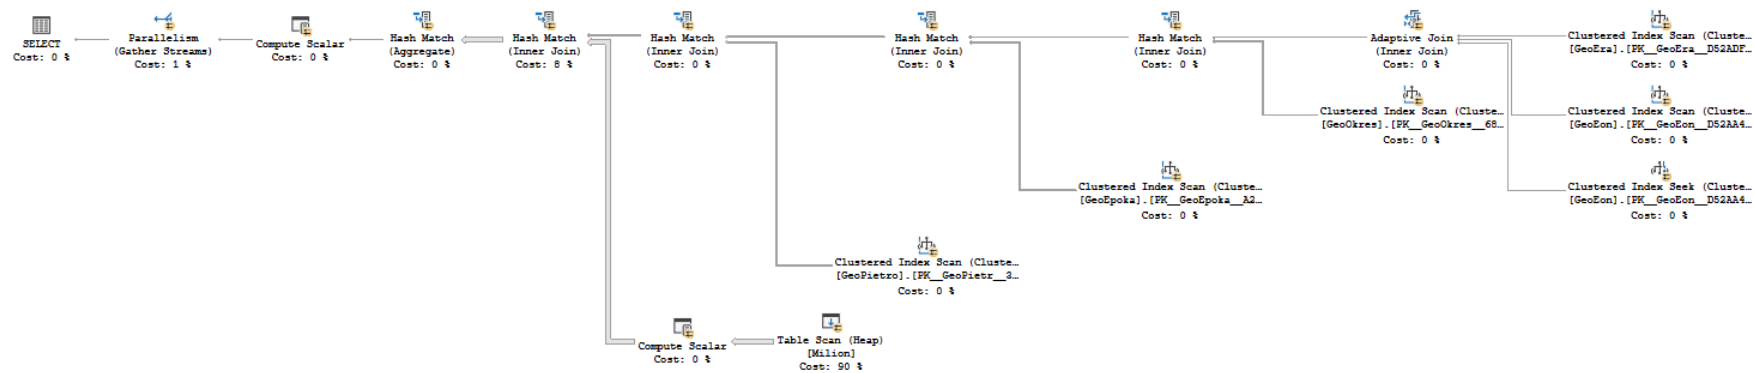 SELECT
Cost: 0 %
Parallelism
(Gather Streams)
Cost: 1 %
Compute Scalar
Cost: 0 %
Hash Match
(Aggregate)
Cost: 0 %
Hash Match
(Inner Join)
Cost: 8 %
Hash Match
(Inner Join)
Cost: 0 %
Hash Match
(Inner Join)
Cost: 0 %
Hash Match
(Inner Join)
Cost: 0 %
Adaptive Join
(Inner Join)
Cost: 0 %
Clustered Index Scan (Cluste…
[GeoEra].[PK__GeoEra__D52ADF…
Cost: 0 %
Clustered Index Scan (Cluste…
[GeoOkres].[PK__GeoOkres__68…
Cost: 0 %
Clustered Index Scan (Cluste…
[GeoEon].[PK__GeoEon__D52AA4…
Cost: 0 %
Clustered Index Scan (Cluste…
[GeoEpoka].[PK__GeoEpoka__A2…
Cost: 0 %
Clustered Index Seek (Cluste…
[GeoEon].[PK__GeoEon__D52AA4…
Cost: 0 %
Clustered Index Scan (Cluste…
[GeoPietro].[PK__GeoPietr__3…
Cost: 0 %
Compute Scalar
Cost: 0 %
Table Scan (Heap)
[Milion]
Cost: 90 %